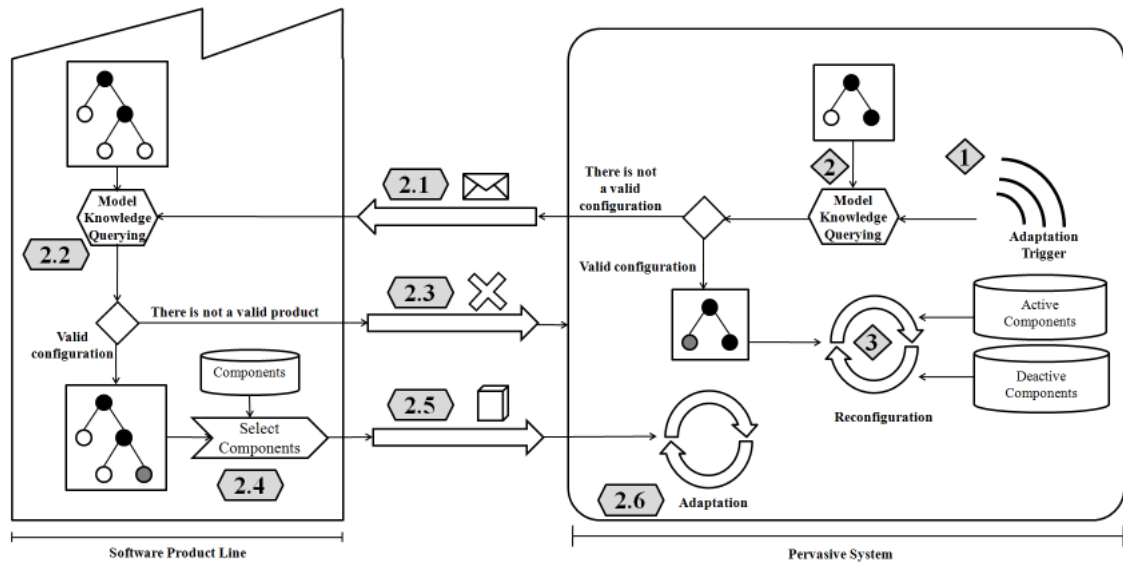 Model
Knowledge
Querying
2.2
There is not a valid product
Valid
configuration
Components
Select
Components
2.4
Software Product Line
2.1
2.3
2.5
There is not
a valid
configuration
Valid configuration
2
Model
Knowledge
Querying
1
Adaptation
Trigger
Active
Components
3
Deactive
Components
Reconfiguration
2.6
Adaptation
Pervasive System